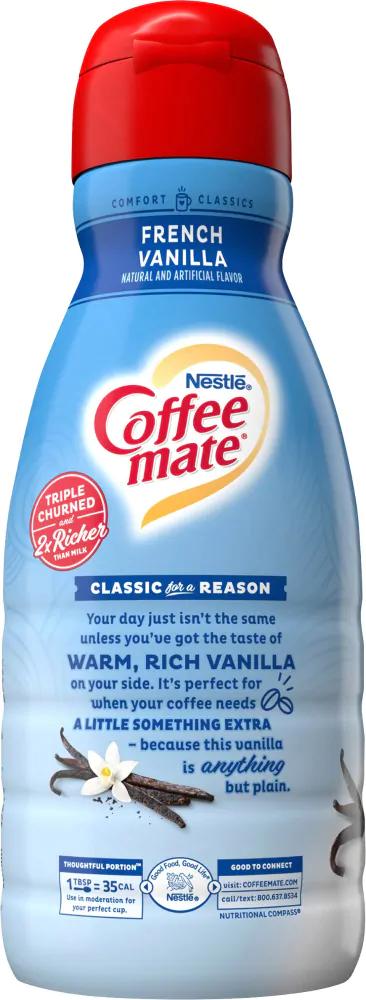 COMFORT CLASSICS
FRENCH
VANILLA
NATURAL AND ARTIFICIAL FLAVOR
Nestlé®
Coffee
mate®
TRIPLE
CHURNED
and
2x Richer
THAN MILK
CLASSIC for a REASON
Your day just isn't the same
unless you've got the taste of
WARM, RICH VANILLA
on your side. It's perfect for
when your coffee needs
A LITTLE SOMETHING EXTRA
– because this vanilla
is anything
but plain.
THOUGHTFUL PORTION™
1 TBSP = 35 CAL
Use in moderation for
your perfect cup.
Good Food, Good Life®
Nestlé®
GOOD TO CONNECT
visit: COFFEEMATE.COM
call/text: 800.637.8534
NUTRITIONAL COMPASS®